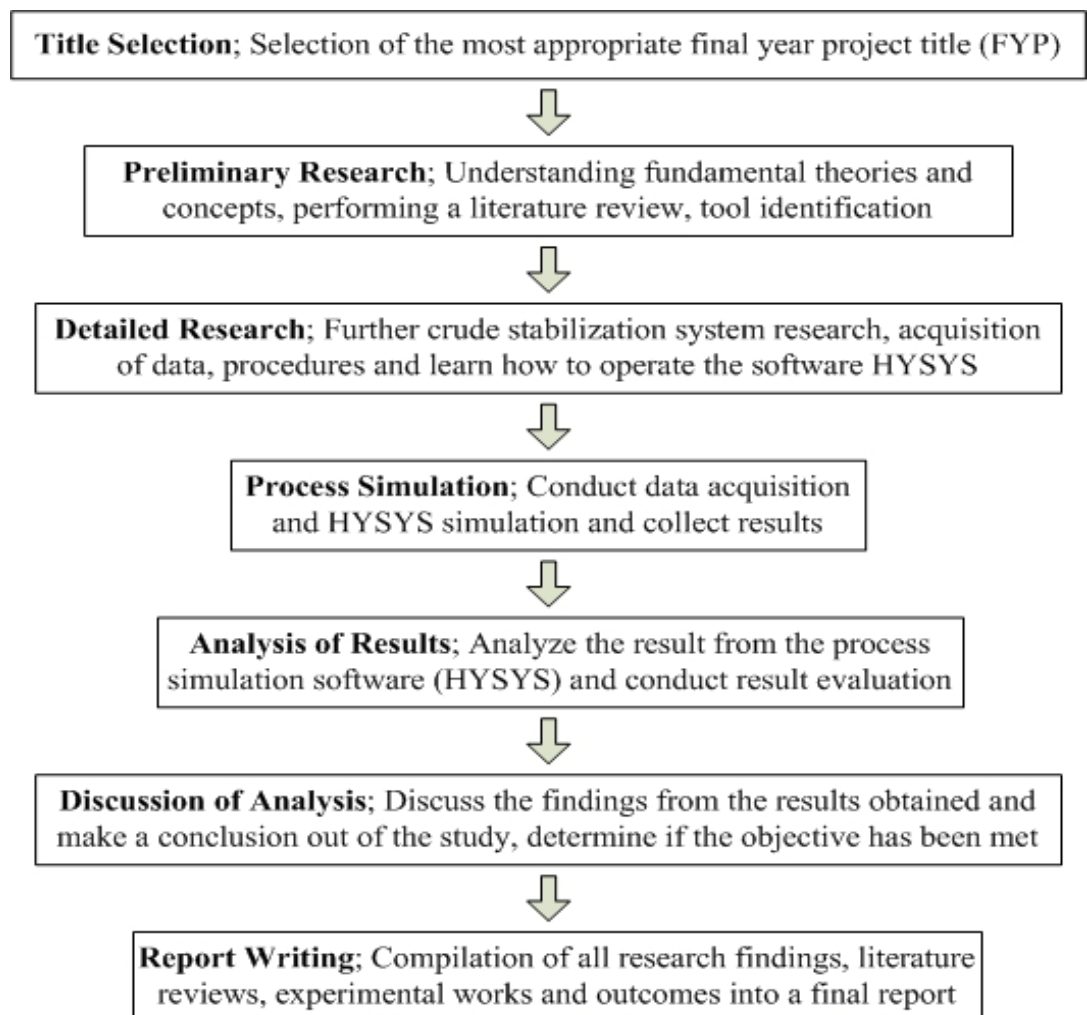 Title Selection; Selection of the most appropriate final year project title (FYP)
Preliminary Research; Understanding fundamental theories and
concepts, performing a literature review, tool identification
Detailed Research; Further crude stabilization system research, acquisition
of data, procedures and learn how to operate the software HYSYS
Process Simulation; Conduct data acquisition
and HYSYS simulation and collect results
Analysis of Results; Analyze the result from the process
simulation software (HYSYS) and conduct result evaluation
Discussion of Analysis; Discuss the findings from the results obtained and
make a conclusion out of the study, determine if the objective has been met
Report Writing; Compilation of all research findings, literature
reviews, experimental works and outcomes into a final report